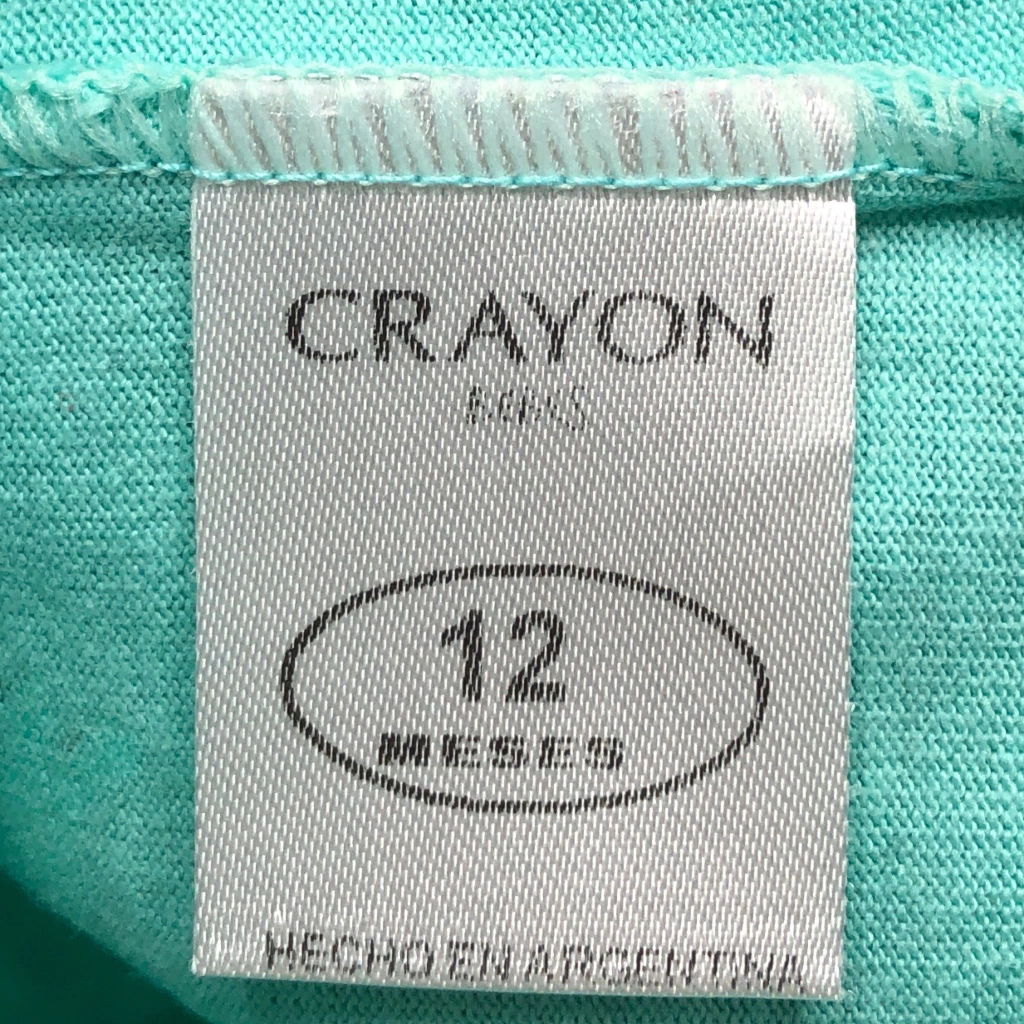 CRAYON
12
MESES
HECHO EN ARGENTINA